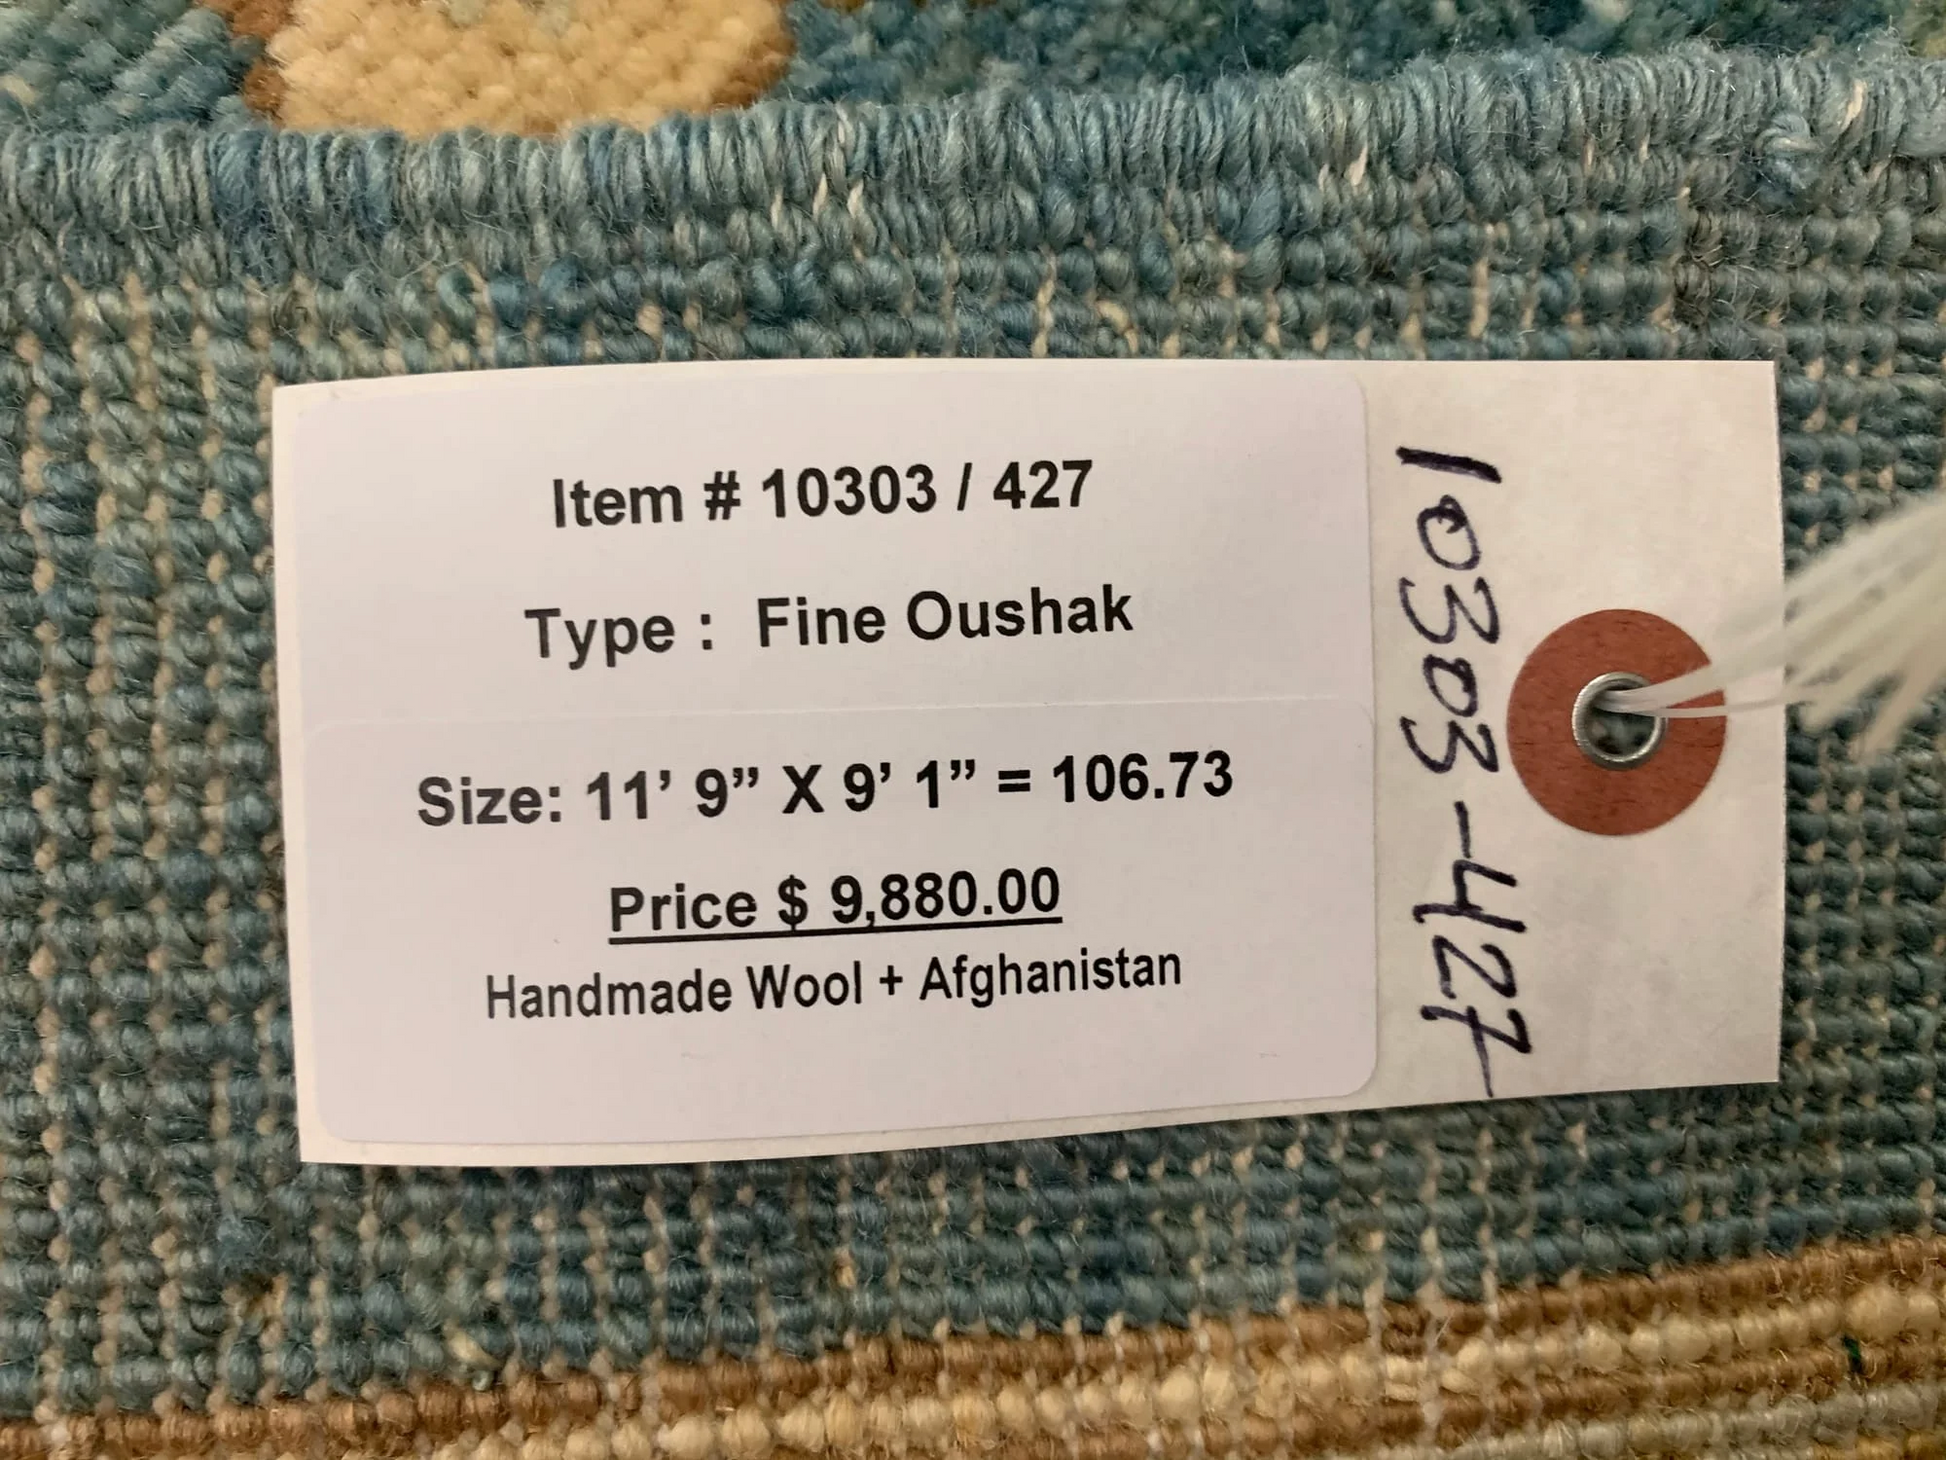 Item # 10303 / 427
Type : Fine Oushak
Size: 11’ 9” X 9’ 1” = 106.73
Price $ 9,880.00
Handmade Wool + Afghanistan
10303-427